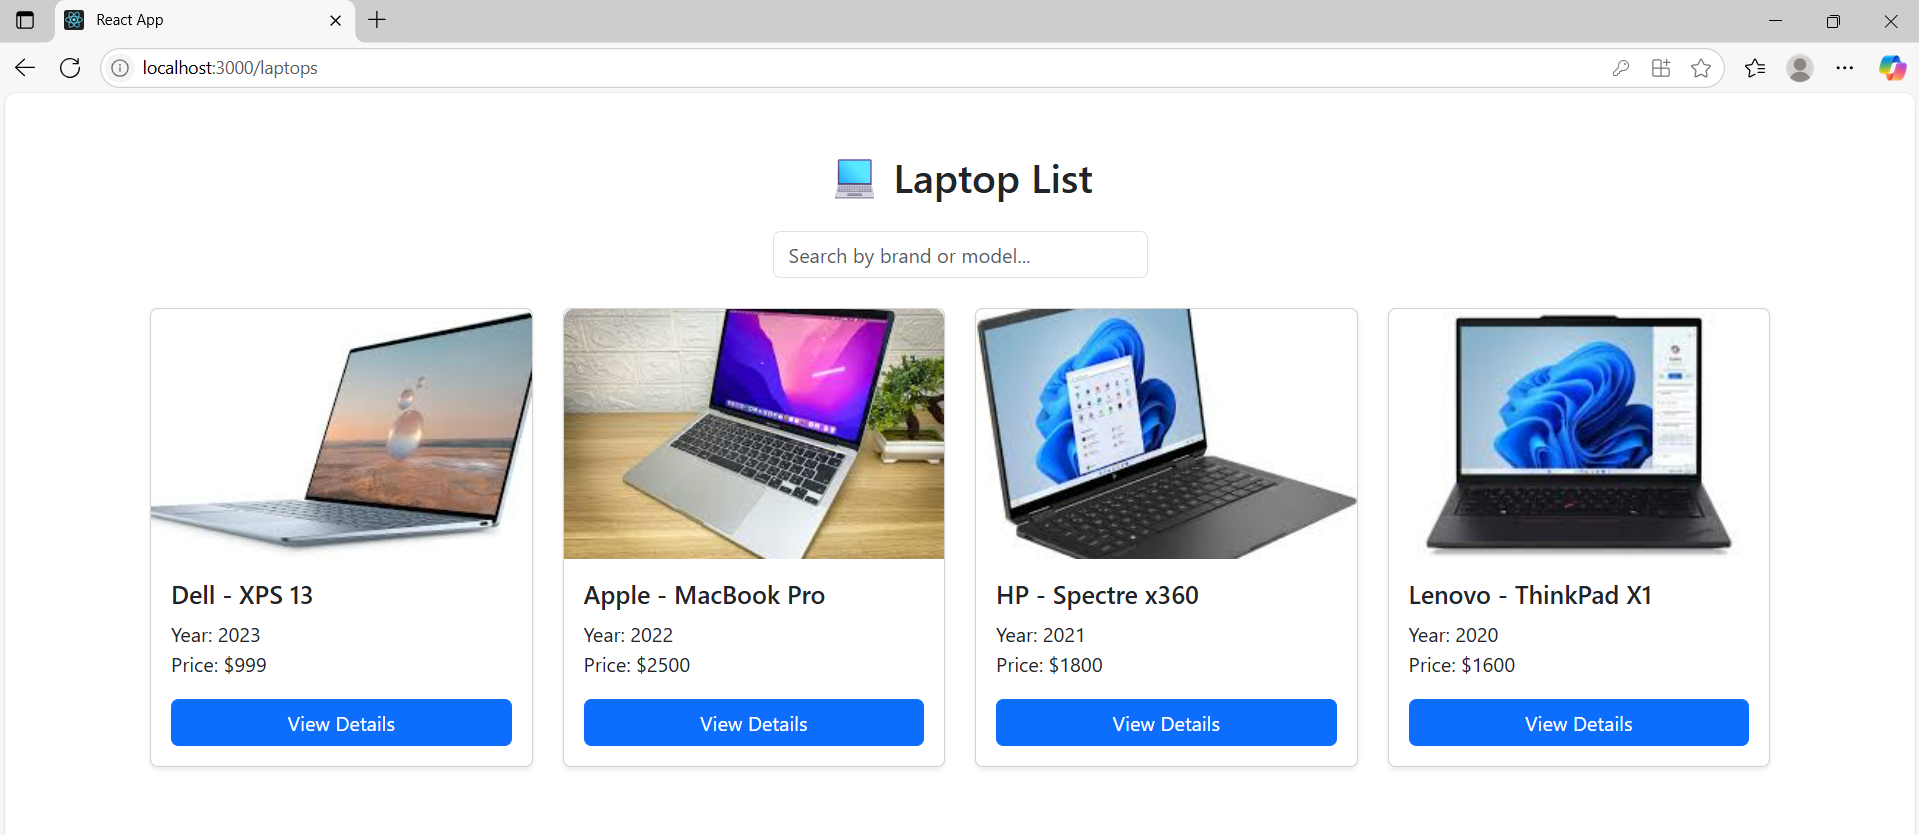 React App
localhost:3000/laptops
Laptop List
Search by brand or model...
Dell - XPS 13
Year: 2023
Price: $999
View Details
Apple - MacBook Pro
Year: 2022
Price: $2500
View Details
HP - Spectre x360
Year: 2021
Price: $1800
View Details
Lenovo - ThinkPad X1
Year: 2020
Price: $1600
View Details